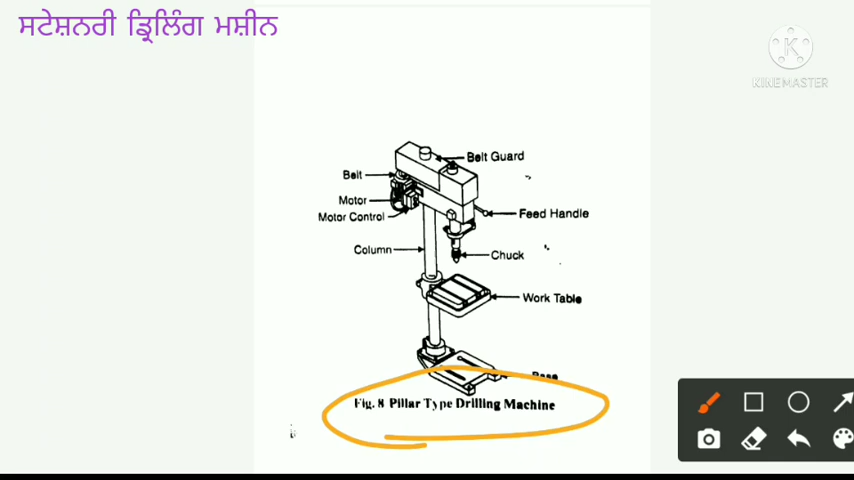 ਸਟੇਸ਼ਨਰੀ ਡ੍ਰਿਲਿੰਗ ਮਸ਼ੀਨ
KINEMASTER
Belt Guard
Belt
Motor
Motor Control
Feed Handle
Column
Chuck
Work Table
Base
Fig. 8 Pillar Type Drilling Machine